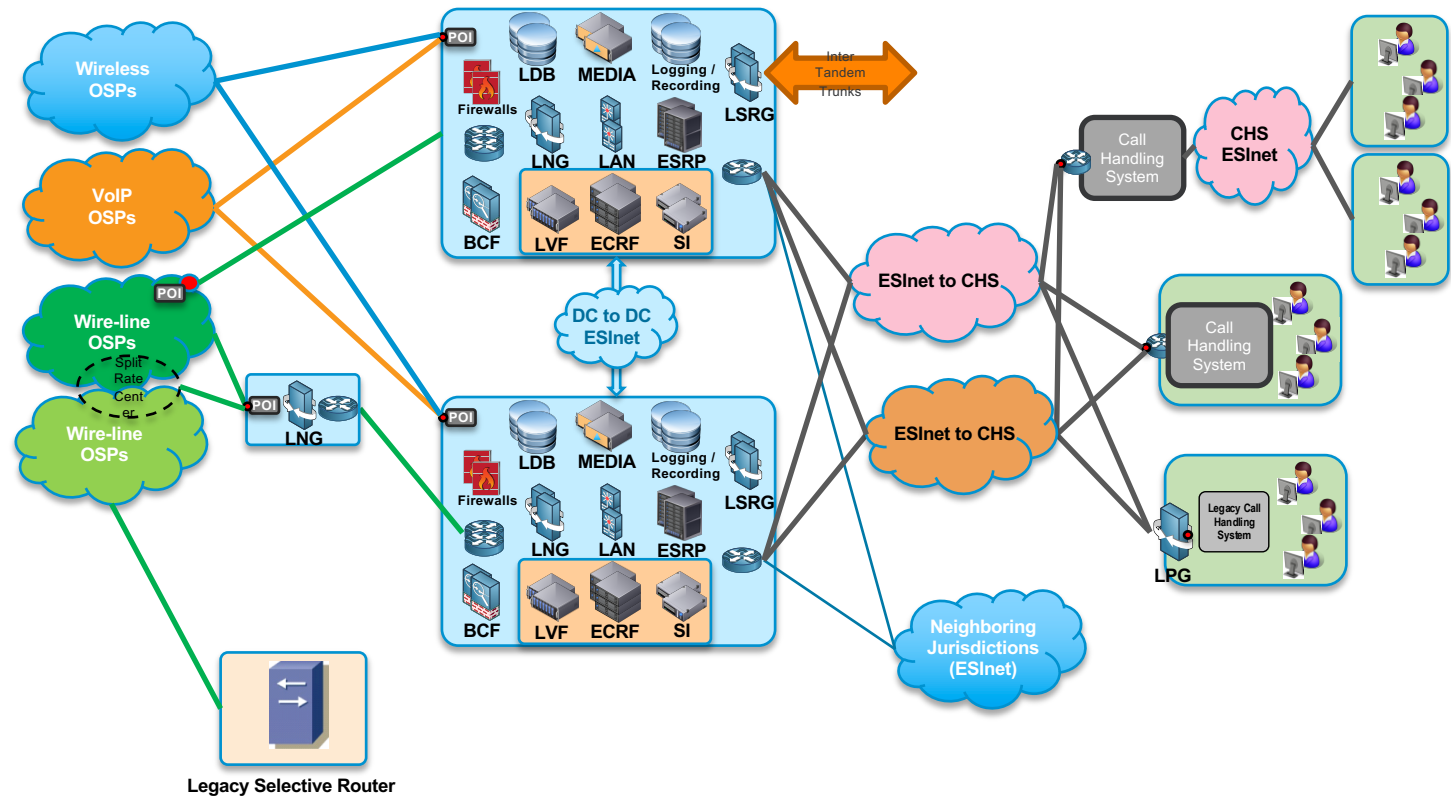 Wireless
OSPs
VoIP
OSPs
POI
Wire-line
OSPs
Split
Rate
Cent
er
Wire-line
OSPs
POI
LNG
Legacy Selective Router
POI
LDB
MEDIA
Logging /
Recording
Firewalls
LSRG
LNG
LAN
ESRP
BCF
LVF
ECRF
SI
Inter
Tandem
Trunks
DC to DC
ESInet
POI
LDB
MEDIA
Logging /
Recording
Firewalls
LSRG
LNG
LAN
ESRP
BCF
LVF
ECRF
SI
ESInet to CHS
ESInet to CHS
Neighboring
Jurisdictions
(ESInet)
Call
Handling
System
CHS
ESInet
Call
Handling
System
Legacy Call
Handling
System
LPG